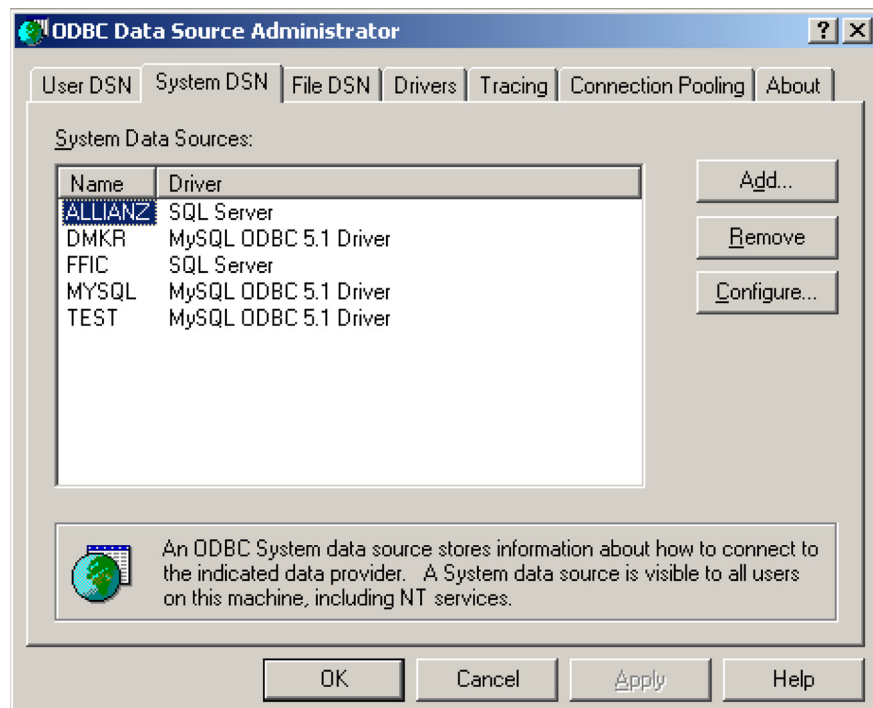 ODBC Data Source Administrator
User DSN System DSN File DSN Drivers Tracing Connection Pooling About
System Data Sources:
Name Driver
ALLIANZ SQL Server
DMKR MySQL ODBC 5.1 Driver
FFIC SQL Server
MYSQL MySQL ODBC 5.1 Driver
TEST MySQL ODBC 5.1 Driver
Add...
Remove
Configure...
An ODBC System data source stores information about how to connect to
the indicated data provider. A System data source is visible to all users
on this machine, including NT services.
OK Cancel Apply Help